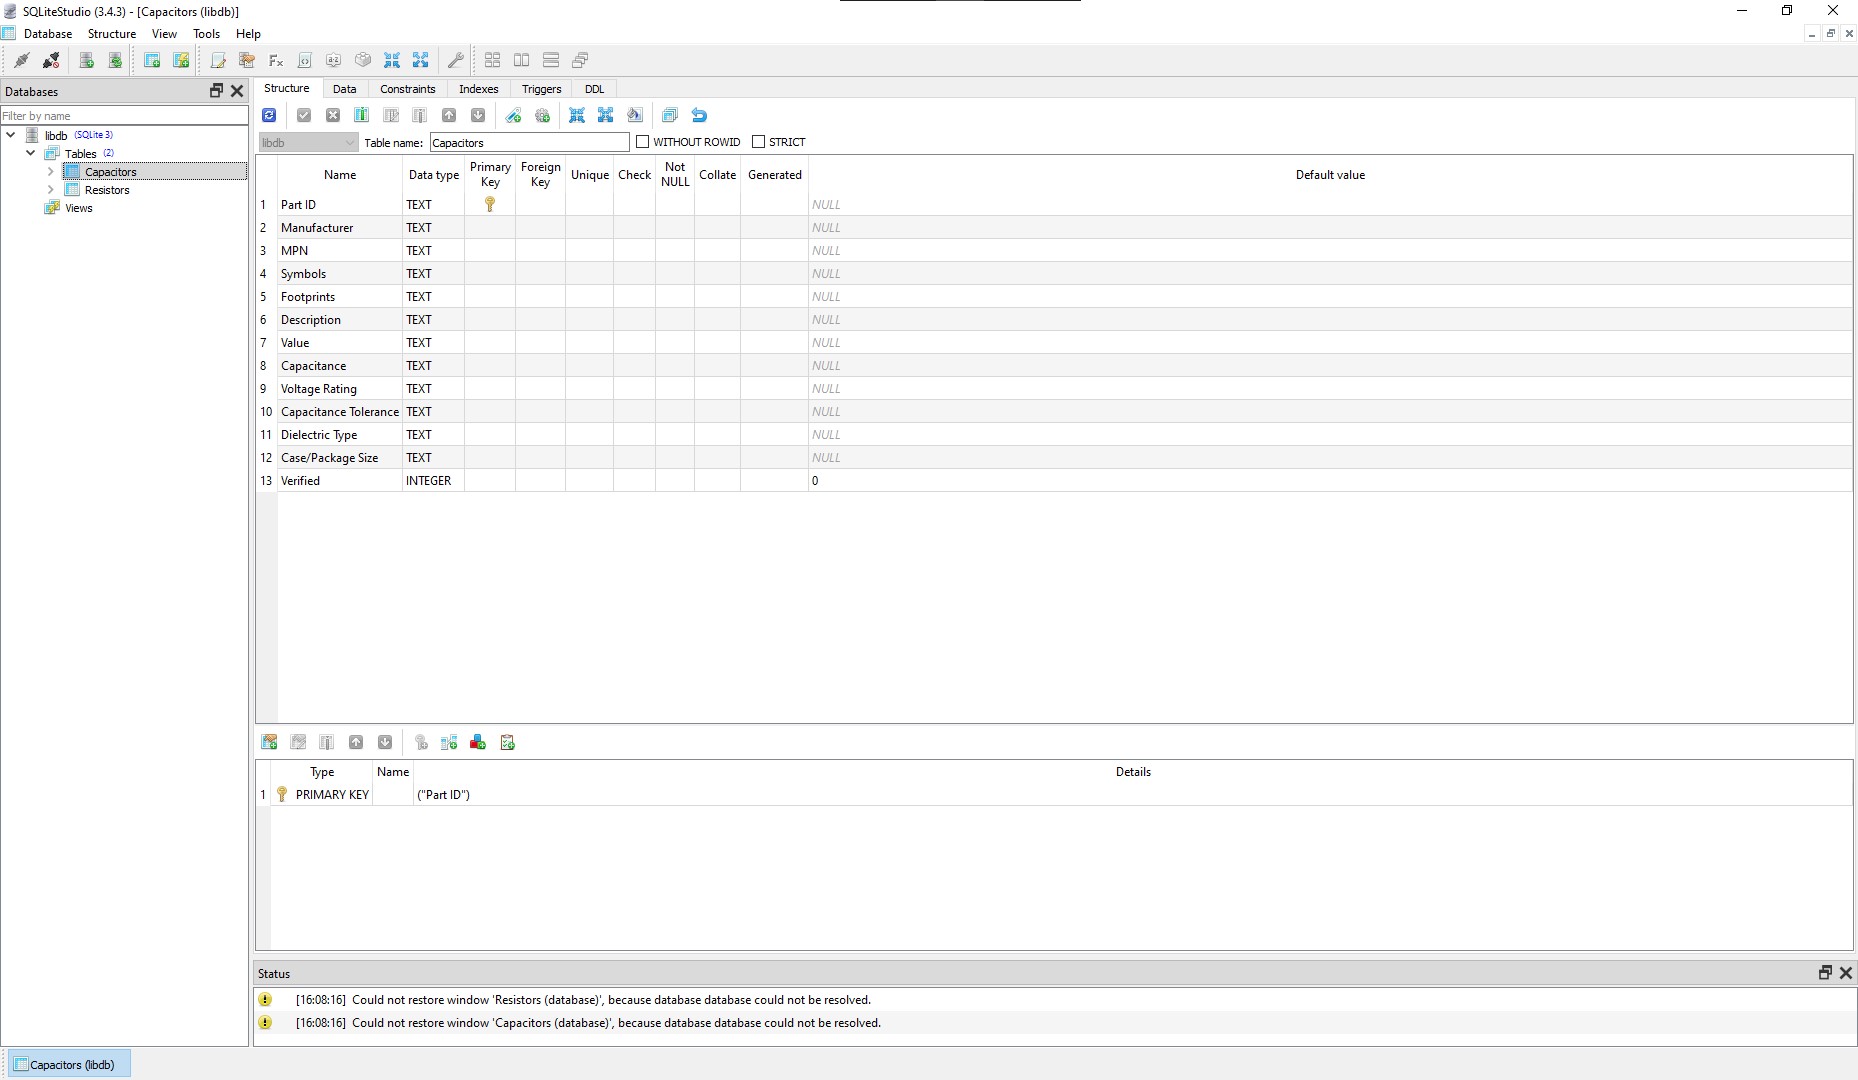 SQLiteStudio (3.4.3) - [Capacitors (libdb)]
Database Structure View Tools Help
Databases
Filter by name
libdb (SQLite 3)
Tables (2)
Capacitors
Resistors
Views
Structure Data Constraints Indexes Triggers DDL
libdb Table name: Capacitors WITHOUT ROWID STRICT
Name Data type Primary Key Foreign Key Unique Check Not NULL Collate Generated Default value
1 Part ID TEXT NULL
2 Manufacturer TEXT NULL
3 MPN TEXT NULL
4 Symbols TEXT NULL
5 Footprints TEXT NULL
6 Description TEXT NULL
7 Value TEXT NULL
8 Capacitance TEXT NULL
9 Voltage Rating TEXT NULL
10 Capacitance Tolerance TEXT NULL
11 Dielectric Type TEXT NULL
12 Case/Package Size TEXT NULL
13 Verified INTEGER 0
Type Name Details
1 PRIMARY KEY ("Part ID")
Status
[16:08:16] Could not restore window 'Resistors (database)', because database database could not be resolved.
[16:08:16] Could not restore window 'Capacitors (database)', because database database could not be resolved.
Capacitors (libdb)